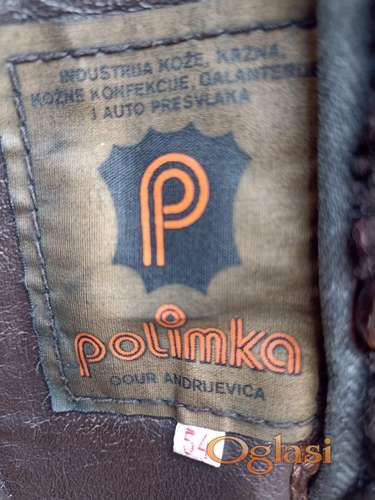 INDUSTRIJA KOŽE, KRZNA,
KOŽNE KONFEKCIJE, GALANTERIJE
I AUTO PRESVLAKA
P
polimka
OOUR ANDRIJEVICA
54
Oglasi